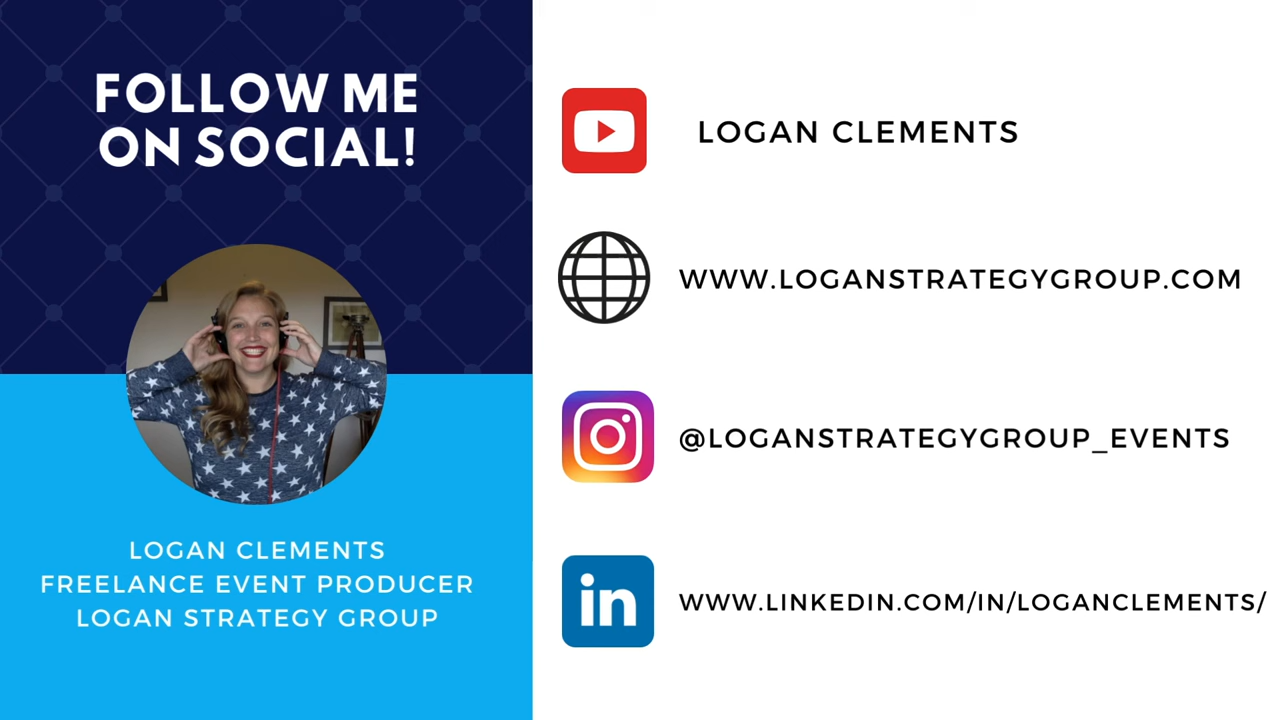 FOLLOW ME
ON SOCIAL!
LOGAN CLEMENTS
FREELANCE EVENT PRODUCER
LOGAN STRATEGY GROUP
LOGAN CLEMENTS
WWW.LOGANSTRATEGYGROUP.COM
@LOGANSTRATEGYGROUP_EVENTS
in
WWW.LINKEDIN.COM/IN/LOGANCLEMENTS/